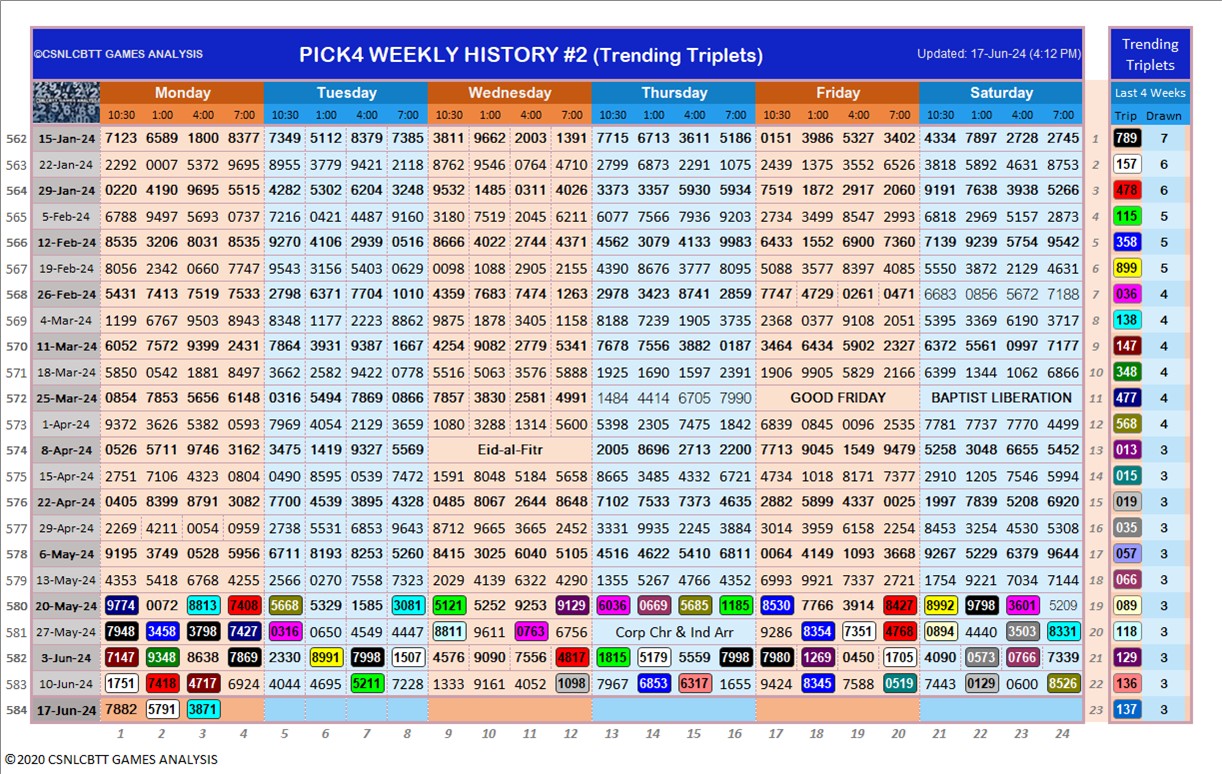 ©CSNLCBTT GAMES ANALYSIS PICK4 WEEKLY HISTORY #2 (Trending Triplets) Updated: 17-Jun-24 (4:12 PM) Trending Triplets
Monday Tuesday Wednesday Thursday Friday Saturday Last 4 Weeks
10:30 1:00 4:00 7:00 10:30 1:00 4:00 7:00 10:30 1:00 4:00 7:00 10:30 1:00 4:00 7:00 10:30 1:00 4:00 7:00 10:30 1:00 4:00 7:00 Trip Drawn
562 15-Jan-24 7123 6589 1800 8377 7349 5112 8379 7385 3811 9662 2003 1391 7715 6713 3611 5186 0151 3986 5327 3402 4334 7897 2728 2745 1 789 7
563 22-Jan-24 2292 0007 5372 9695 8955 3779 9421 2118 8762 9546 0764 4710 2799 6873 2291 1075 2439 1375 3552 6526 3818 5892 4631 8753 2 157 6
564 29-Jan-24 0220 4190 9695 5515 4282 5302 6204 3248 9532 1485 0311 4026 3373 3357 5930 5934 7519 1872 2917 2060 9191 7638 3938 5266 3 478 6
565 5-Feb-24 6788 9497 5693 0737 7216 0421 4487 9160 3180 7519 2045 6211 6077 7566 7936 9203 2734 3499 8547 2993 6818 2969 5157 2873 4 115 5
566 12-Feb-24 8535 3206 8031 8535 9270 4106 2939 0516 8666 4022 2744 4371 4562 3079 4133 9983 6433 1552 6900 7360 7139 9239 5754 9542 5 358 5
567 19-Feb-24 8056 2342 0660 7747 9543 3156 5403 0629 0098 1088 2905 2155 4390 8676 3777 8095 5088 3577 8397 4085 5550 3872 2129 4631 6 899 5
568 26-Feb-24 5431 7413 7519 7533 2798 6371 7704 1010 9359 7683 7474 1263 2978 3423 8741 2859 7747 4729 0261 0471 6683 0856 5672 7188 7 036 4
569 4-Mar-24 1199 6767 9503 8943 8348 1177 2223 8862 9875 1878 3405 1158 8188 7239 1905 3735 2368 0377 9108 2051 5395 3369 6190 3717 8 138 4
570 11-Mar-24 6052 7572 9399 2431 7864 3931 9387 1667 4254 9082 2779 5341 7678 7556 3882 0187 3464 6434 5902 2327 6372 5561 0997 7177 9 147 4
571 18-Mar-24 5850 0542 1881 8497 3662 2582 9422 0778 5516 5063 3576 5888 1925 1690 1597 2391 1906 9905 5829 2166 6399 1344 1062 6866 10 348 4
572 25-Mar-24 0854 7853 5656 6148 0316 5494 7869 0866 7857 3830 2581 4991 1484 4414 6705 7990 GOOD FRIDAY BAPTIST LIBERATION 11 477 4
573 1-Apr-24 9372 3626 5382 0593 7969 4054 2129 3659 1080 3288 1314 5600 5398 2305 7475 1842 6839 0845 0096 2535 7781 7737 7770 4499 12 568 4
574 8-Apr-24 0526 5711 9746 3162 3475 1419 9327 5569 Eid-al-Fitr 2005 8696 2713 2200 7713 9045 1549 9479 5258 3048 6655 5452 13 013 3
575 15-Apr-24 2751 7106 4323 0804 0490 8595 0539 7472 1591 8048 5184 5658 8665 3485 4332 6721 4734 1018 8171 7377 2910 1205 7546 5994 14 015 3
576 22-Apr-24 0405 8399 8791 3082 7700 4539 3895 4328 0485 8067 2644 8648 7102 7533 7373 4635 2882 5899 4337 0025 1997 7839 5208 6920 15 019 3
577 29-Apr-24 2269 4211 0054 0959 2738 5531 6853 9643 8712 9665 3665 2452 3331 9935 2245 3884 3014 3959 6158 2254 8453 3254 4530 5308 16 035 3
578 6-May-24 9195 3749 0528 5956 6711 8193 8253 5260 8415 3025 6040 5105 4516 4622 5410 6811 0064 4149 1093 3668 9267 5229 6379 9644 17 057 3
579 13-May-24 4353 5418 6768 4255 2566 0270 7558 7323 2029 4139 6322 4290 1355 5267 4766 4352 6993 9921 7337 2721 1754 9221 7034 7144 18 066 3
580 20-May-24 9774 0072 8813 7408 5668 5329 1585 3081 5121 5252 9253 9129 6036 0669 5685 1185 8530 7766 3914 8427 8992 9798 3601 5209 19 089 3
581 27-May-24 7948 3458 3798 7427 0316 0650 4549 4447 8811 9611 0763 6756 Corp Chr & Ind Arr 9286 8354 7351 4768 0894 4440 3503 8331 20 118 3
582 3-Jun-24 7147 9348 8638 7869 2330 8991 7998 1507 4576 9090 7556 4817 1815 5179 5559 7998 7980 1269 0450 1705 4090 0573 0766 7339 21 129 3
583 10-Jun-24 1751 7418 4717 6924 4044 4695 5211 7228 1333 9161 4052 1098 7967 6853 6317 1655 9424 8345 7588 0519 7443 0129 0600 8526 22 136 3
584 17-Jun-24 7882 5791 3871 23 137 3
1 2 3 4 5 6 7 8 9 10 11 12 13 14 15 16 17 18 19 20 21 22 23 24
©2020 CSNLCBTT GAMES ANALYSIS